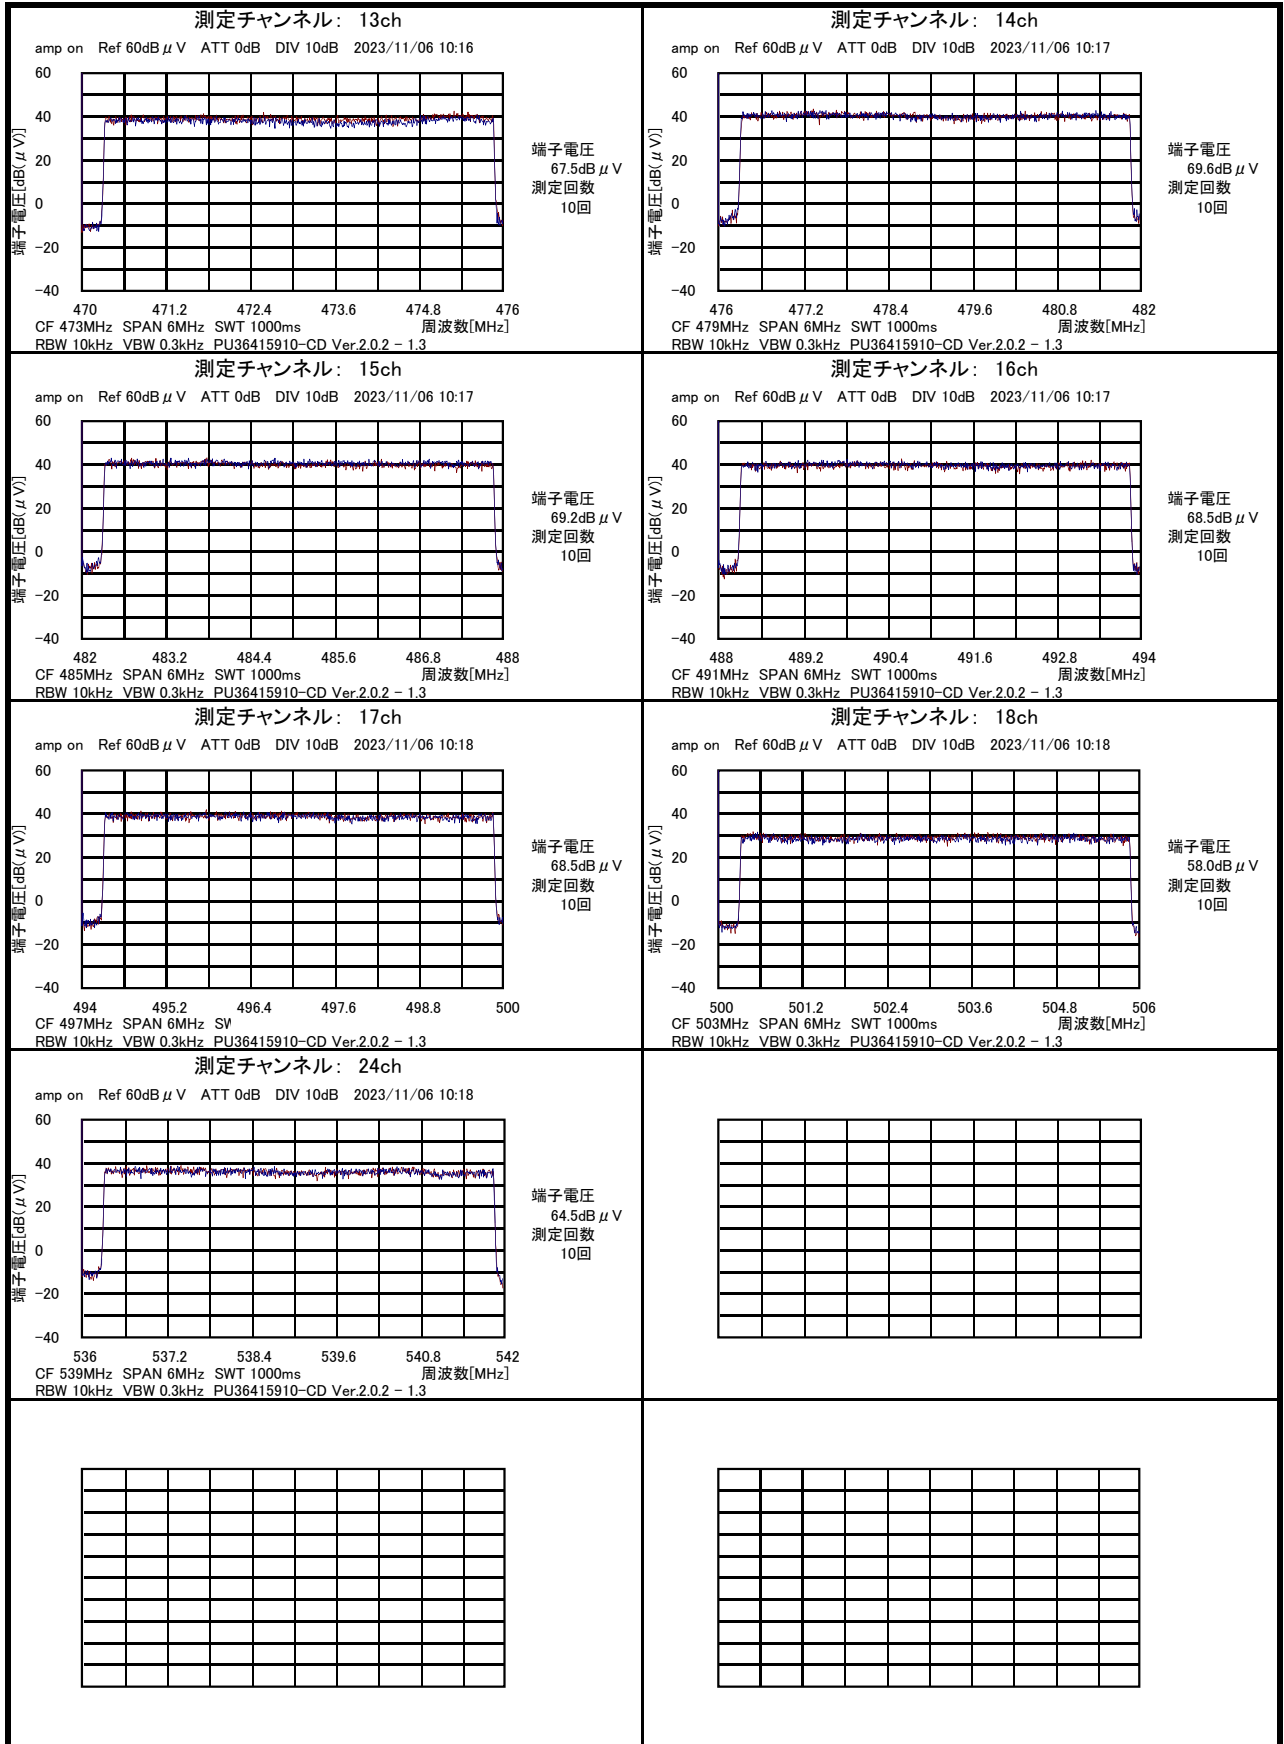 測定チャンネル： 13ch
amp on Ref 60dBμV ATT 0dB DIV 10dB 2023/11/06 10:16
60
40
20
0
-20
-40
端子電圧[dB(μV)]
端子電圧
67.5dBμV
測定回数
10回
470 471.2 472.4 473.6 474.8 476
CF 473MHz SPAN 6MHz SWT 1000ms 周波数[MHz]
RBW 10kHz VBW 0.3kHz PU36415910-CD Ver.2.0.2 - 1.3
測定チャンネル： 14ch
amp on Ref 60dBμV ATT 0dB DIV 10dB 2023/11/06 10:17
60
40
20
0
-20
-40
端子電圧[dB(μV)]
端子電圧
69.6dBμV
測定回数
10回
476 477.2 478.4 479.6 480.8 482
CF 479MHz SPAN 6MHz SWT 1000ms 周波数[MHz]
RBW 10kHz VBW 0.3kHz PU36415910-CD Ver.2.0.2 - 1.3
測定チャンネル： 15ch
amp on Ref 60dBμV ATT 0dB DIV 10dB 2023/11/06 10:17
60
40
20
0
-20
-40
端子電圧[dB(μV)]
端子電圧
69.2dBμV
測定回数
10回
482 483.2 484.4 485.6 486.8 488
CF 485MHz SPAN 6MHz SWT 1000ms 周波数[MHz]
RBW 10kHz VBW 0.3kHz PU36415910-CD Ver.2.0.2 - 1.3
測定チャンネル： 16ch
amp on Ref 60dBμV ATT 0dB DIV 10dB 2023/11/06 10:17
60
40
20
0
-20
-40
端子電圧[dB(μV)]
端子電圧
68.5dBμV
測定回数
10回
488 489.2 490.4 491.6 492.8 494
CF 491MHz SPAN 6MHz SWT 1000ms 周波数[MHz]
RBW 10kHz VBW 0.3kHz PU36415910-CD Ver.2.0.2 - 1.3
測定チャンネル： 17ch
amp on Ref 60dBμV ATT 0dB DIV 10dB 2023/11/06 10:18
60
40
20
0
-20
-40
端子電圧[dB(μV)]
端子電圧
68.5dBμV
測定回数
10回
494 495.2 496.4 497.6 498.8 500
CF 497MHz SPAN 6MHz SW
RBW 10kHz VBW 0.3kHz PU36415910-CD Ver.2.0.2 - 1.3
測定チャンネル： 18ch
amp on Ref 60dBμV ATT 0dB DIV 10dB 2023/11/06 10:18
60
40
20
0
-20
-40
端子電圧[dB(μV)]
端子電圧
58.0dBμV
測定回数
10回
500 501.2 502.4 503.6 504.8 506
CF 503MHz SPAN 6MHz SWT 1000ms 周波数[MHz]
RBW 10kHz VBW 0.3kHz PU36415910-CD Ver.2.0.2 - 1.3
測定チャンネル： 24ch
amp on Ref 60dBμV ATT 0dB DIV 10dB 2023/11/06 10:18
60
40
20
0
-20
-40
端子電圧[dB(μV)]
端子電圧
64.5dBμV
測定回数
10回
536 537.2 538.4 539.6 540.8 542
CF 539MHz SPAN 6MHz SWT 1000ms 周波数[MHz]
RBW 10kHz VBW 0.3kHz PU36415910-CD Ver.2.0.2 - 1.3